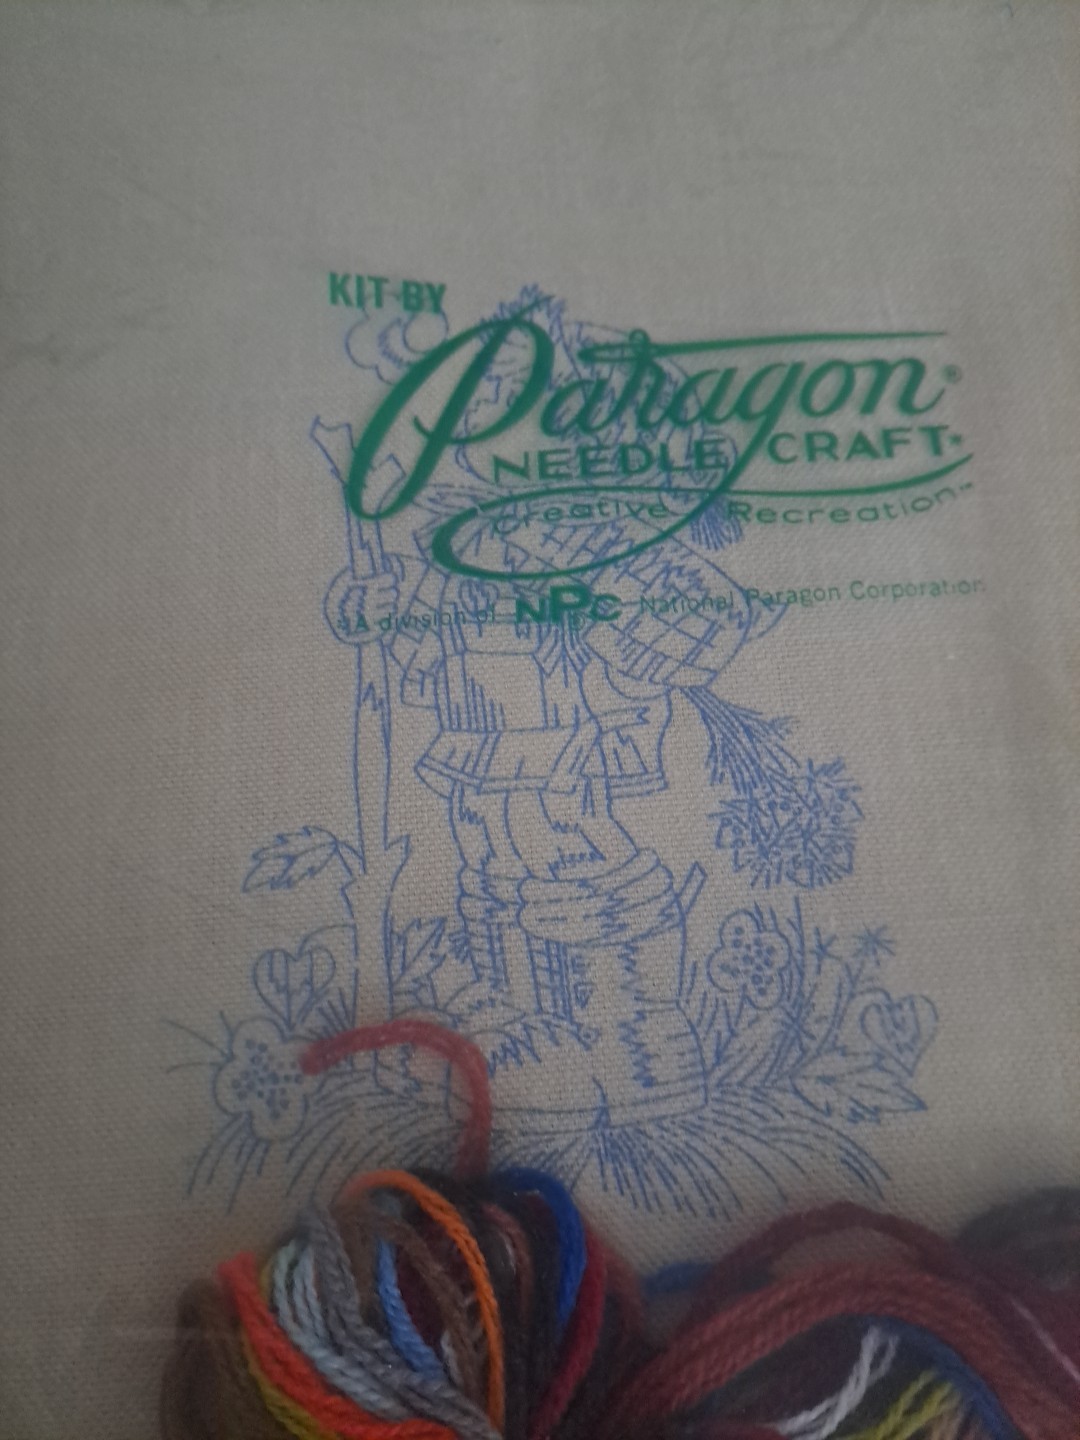 KIT BY
Paragon®
NEEDLE CRAFT®
Creative Recreation™
A division of NPC National Paragon Corporation